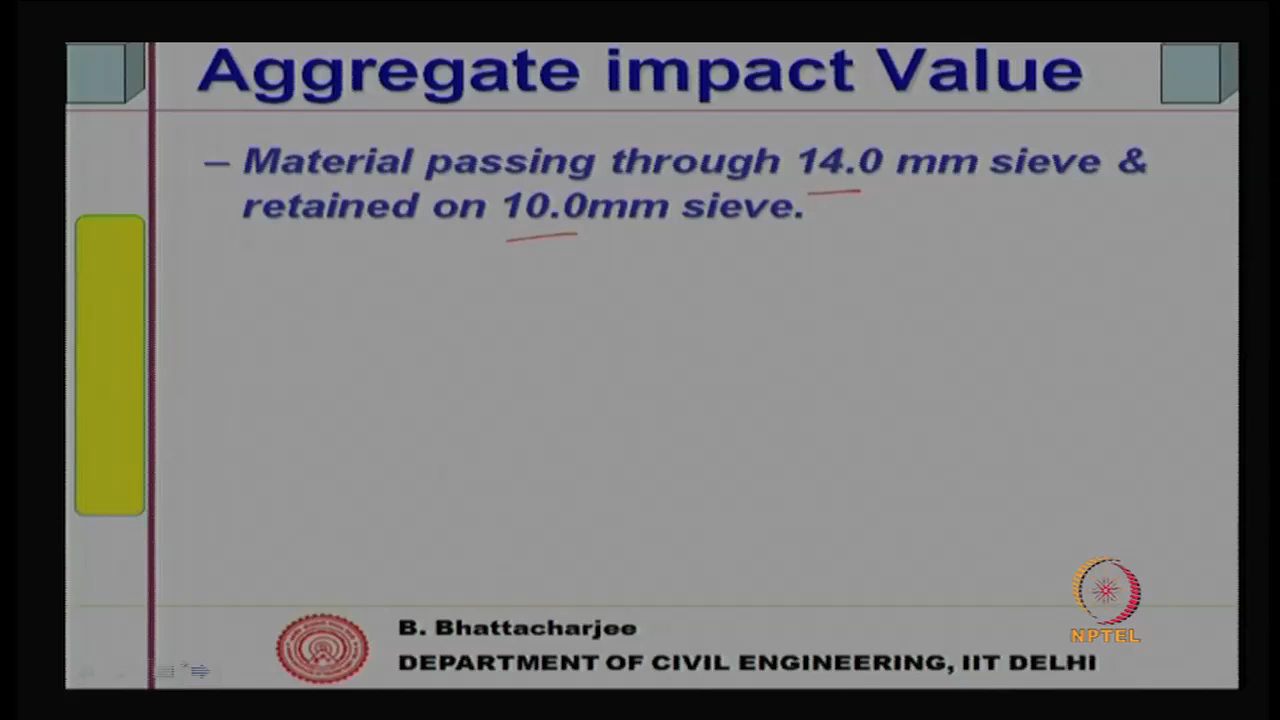 Aggregate impact Value
– Material passing through 14.0 mm sieve &
retained on 10.0mm sieve.
B. Bhattacharjee
DEPARTMENT OF CIVIL ENGINEERING, IIT DELHI
NPTEL